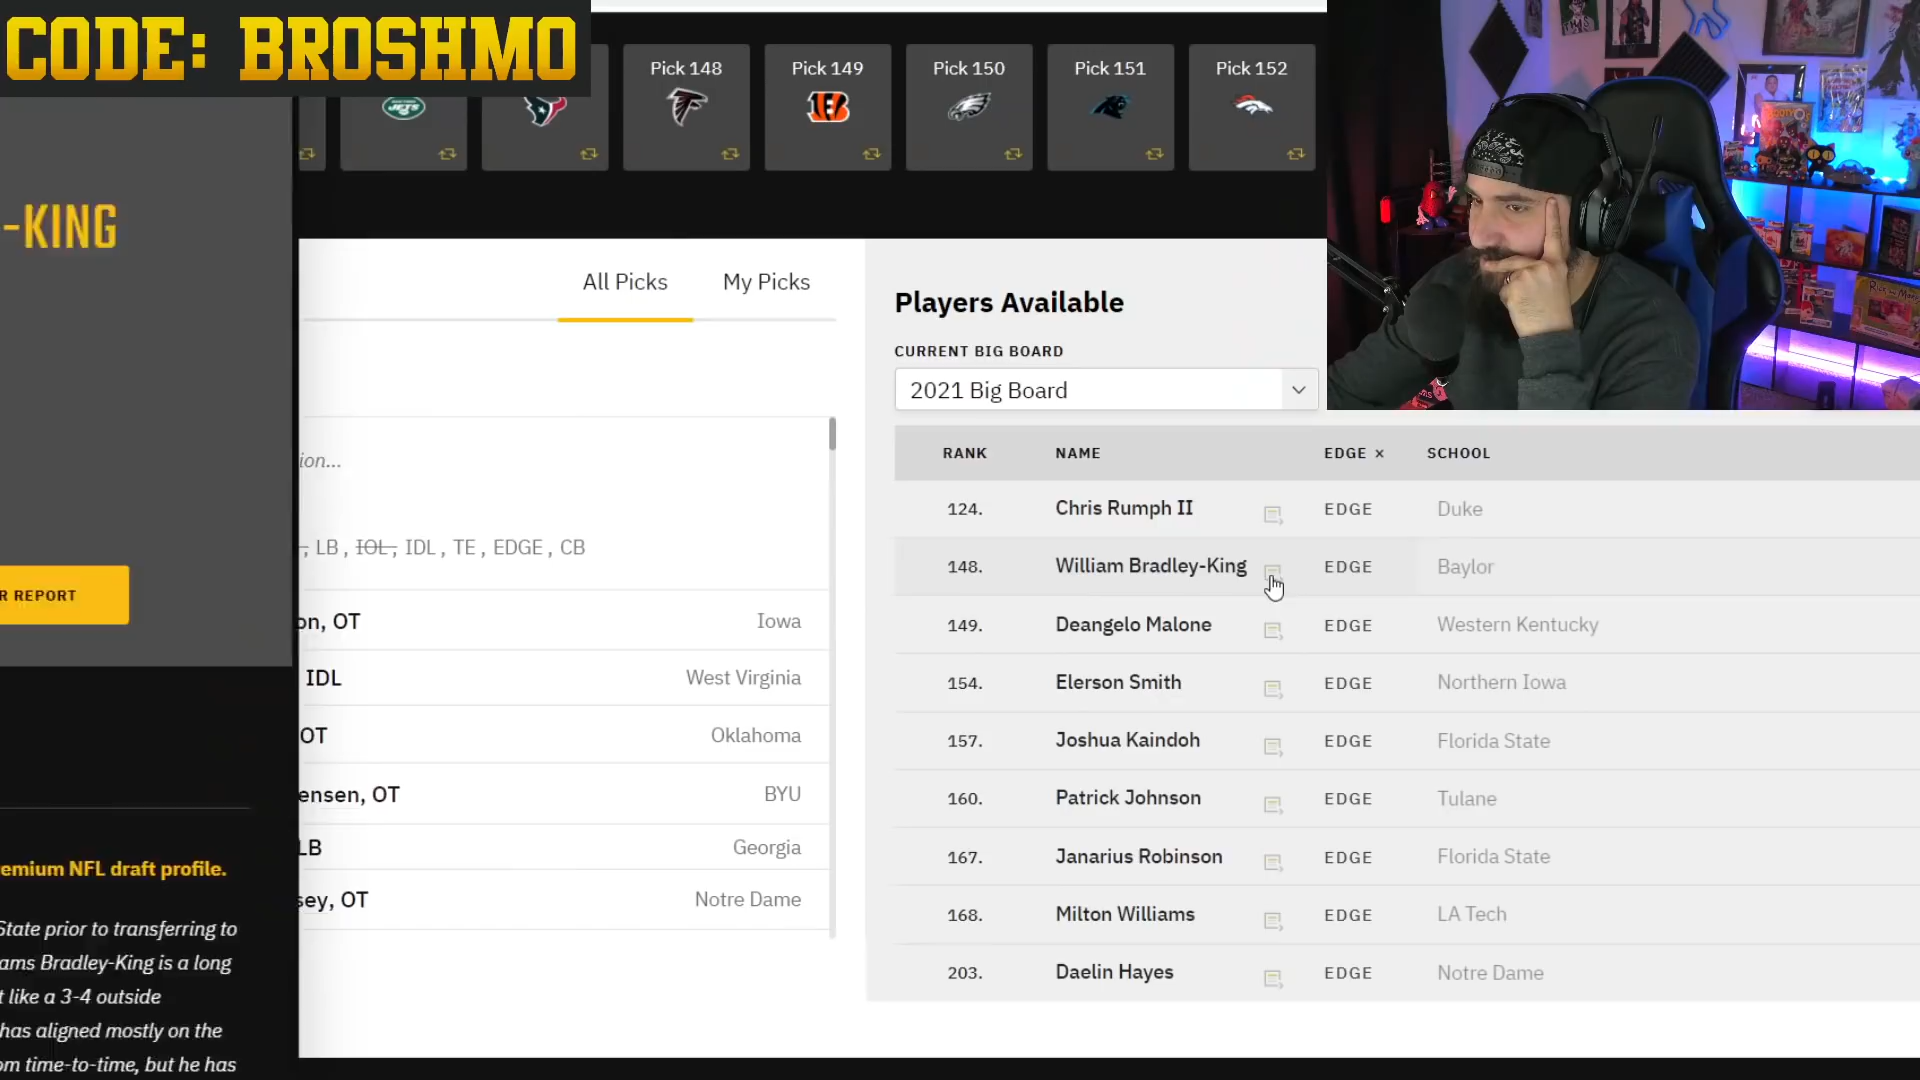 CODE: BROSHMO
Pick 148
Pick 149
Pick 150
Pick 151
Pick 152
JETS
-KING
R REPORT
emium NFL draft profile.
State prior to transferring to
ams Bradley-King is a long
t like a 3-4 outside
has aligned mostly on the
om time-to-time, but he has
All Picks
My Picks
ion...
, LB , IOL, IDL , TE , EDGE , CB
on, OT
Iowa
IDL
West Virginia
OT
Oklahoma
ensen, OT
BYU
LB
Georgia
sey, OT
Notre Dame
Players Available
CURRENT BIG BOARD
2021 Big Board
RANK NAME EDGE × SCHOOL
124. Chris Rumph II EDGE Duke
148. William Bradley-King EDGE Baylor
149. Deangelo Malone EDGE Western Kentucky
154. Elerson Smith EDGE Northern Iowa
157. Joshua Kaindoh EDGE Florida State
160. Patrick Johnson EDGE Tulane
167. Janarius Robinson EDGE Florida State
168. Milton Williams EDGE LA Tech
203. Daelin Hayes EDGE Notre Dame